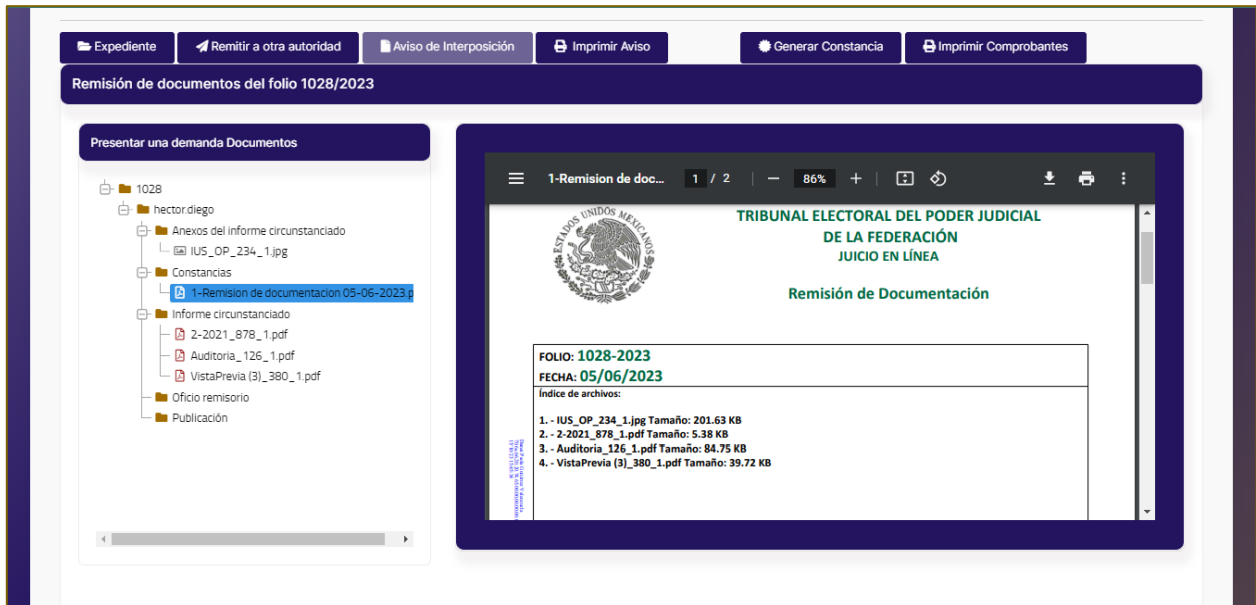 Expediente
Remitir a otra autoridad
Aviso de Interposición
Imprimir Aviso
Generar Constancia
Imprimir Comprobantes
Remisión de documentos del folio 1028/2023
Presentar una demanda Documentos
1028
hector.diego
Anexos del informe circunstanciado
IUS_OP_234_1.jpg
Constancias
1-Remision de documentacion 05-06-2023.p
Informe circunstanciado
2-2021_878_1.pdf
Auditoria_126_1.pdf
VistaPrevia (3)_380_1.pdf
Oficio remisorio
Publicación
1-Remision de doc... 1 / 2 86%
ESTADOS UNIDOS MEXICANOS
TRIBUNAL ELECTORAL DEL PODER JUDICIAL
DE LA FEDERACIÓN
JUICIO EN LÍNEA
Remisión de Documentación
FOLIO: 1028-2023
FECHA: 05/06/2023
Índice de archivos:
1. - IUS_OP_234_1.jpg Tamaño: 201.63 KB
2. - 2-2021_878_1.pdf Tamaño: 5.38 KB
3. - Auditoria_126_1.pdf Tamaño: 84.75 KB
4. - VistaPrevia (3)_380_1.pdf Tamaño: 39.72 KB